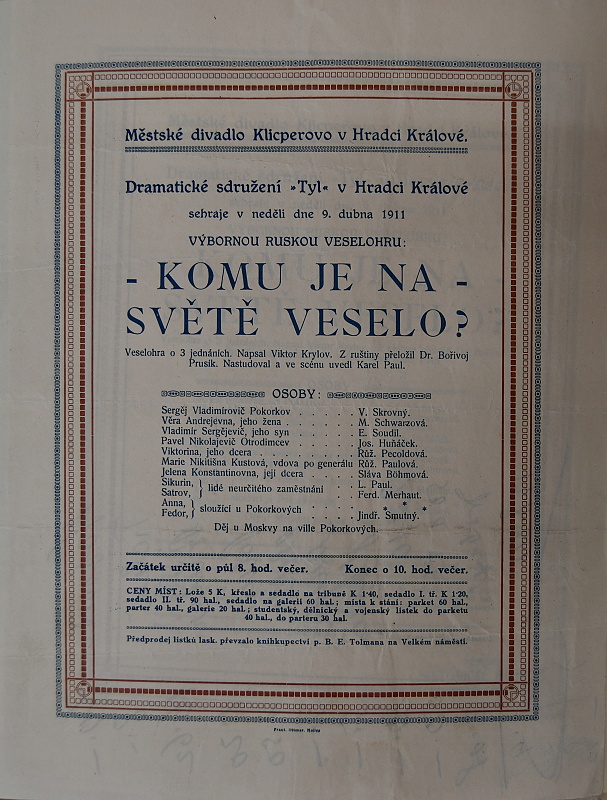 Městské divadlo Klicperovo v Hradci Králové.
Dramatické sdružení »Tyl« v Hradci Králové
sehraje v neděli dne 9. dubna 1911
VÝBORNOU RUSKOU VESELOHRU:
- KOMU JE NA -
SVĚTĚ VESELO?
Veselohra o 3 jednáních. Napsal Viktor Krylov. Z ruštiny přeložil Dr. Bořivoj
Prusík. Nastudoval a ve scénu uvedl Karel Paul.
OSOBY:
Sergěj Vladimírovič Pokorkov . . . . . V. Skrovný.
Věra Andrejevna, jeho žena . . . . . . M. Schwarzová.
Vladimír Sergějevič, jeho syn . . . . . E. Soudil.
Pavel Nikolajevič Otrodimcev . . . . . Jos. Huňáček.
Viktorina, jeho dcera . . . . . Růž. Pecoldová.
Marie Nikitišna Kustová, vdova po generálu Růž. Paulová.
Jelena Konstantinovna, její dcera . . . . Sláva Böhmová.
Sikurin, } lidé neurčitého zaměstnání . . L. Paul.
Satrov, } Ferd. Merhaut.
Anna, } sloužící u Pokorkových . . . . * * *
Fedor, } Jindř. Smutný.
Děj u Moskvy na ville Pokorkových.
Začátek určitě o půl 8. hod. večer. Konec o 10. hod. večer.
CENY MÍST: Lože 5 K, křeslo a sedadlo na tribuně K 1·40, sedadlo I. tř. K 1·20,
sedadlo II. tř. 90 hal., sedadlo na galerii 60 hal.; místa k stání: parket 60 hal.,
parter 40 hal., galerie 20 hal.; studentský, dělnický a vojenský lístek do parketu
40 hal., do parteru 30 hal.
Předprodej lístků lask. převzalo knihkupectví p. B. E. Tolmana na Velkém náměstí.